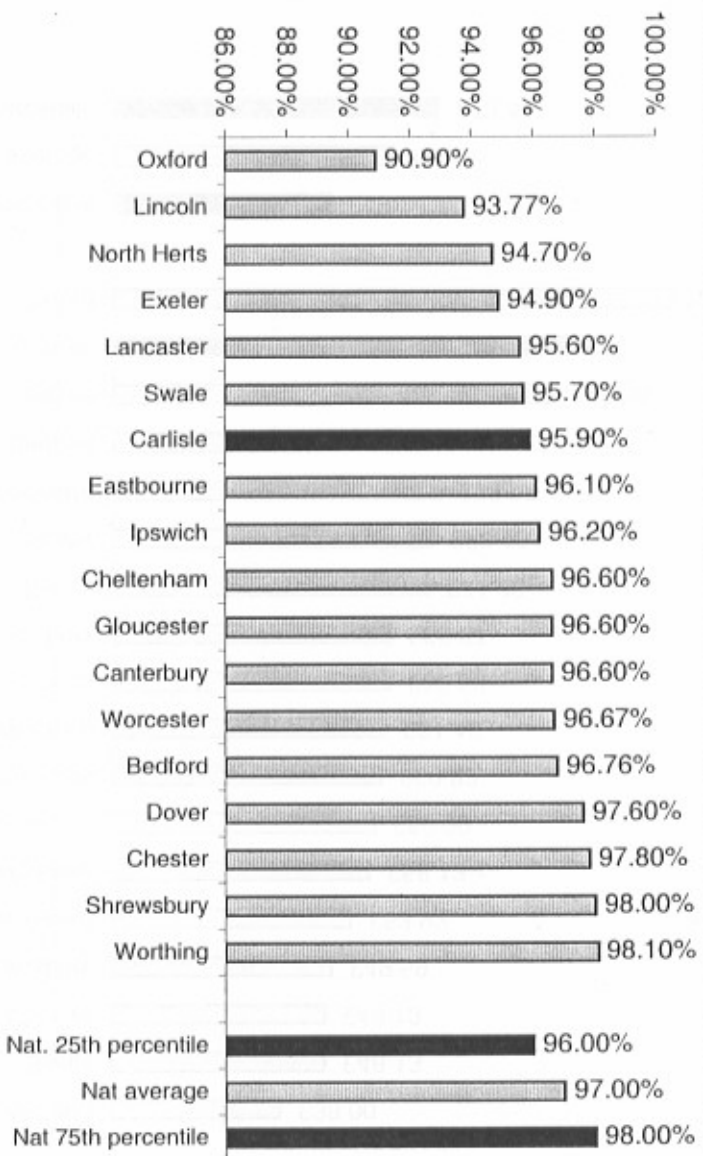 86.00%
88.00%
90.00%
92.00%
94.00%
96.00%
98.00%
100.00%
Oxford 90.90%
Lincoln 93.77%
North Herts 94.70%
Exeter 94.90%
Lancaster 95.60%
Swale 95.70%
Carlisle 95.90%
Eastbourne 96.10%
Ipswich 96.20%
Cheltenham 96.60%
Gloucester 96.60%
Canterbury 96.60%
Worcester 96.67%
Bedford 96.76%
Dover 97.60%
Chester 97.80%
Shrewsbury 98.00%
Worthing 98.10%
Nat. 25th percentile 96.00%
Nat average 97.00%
Nat 75th percentile 98.00%